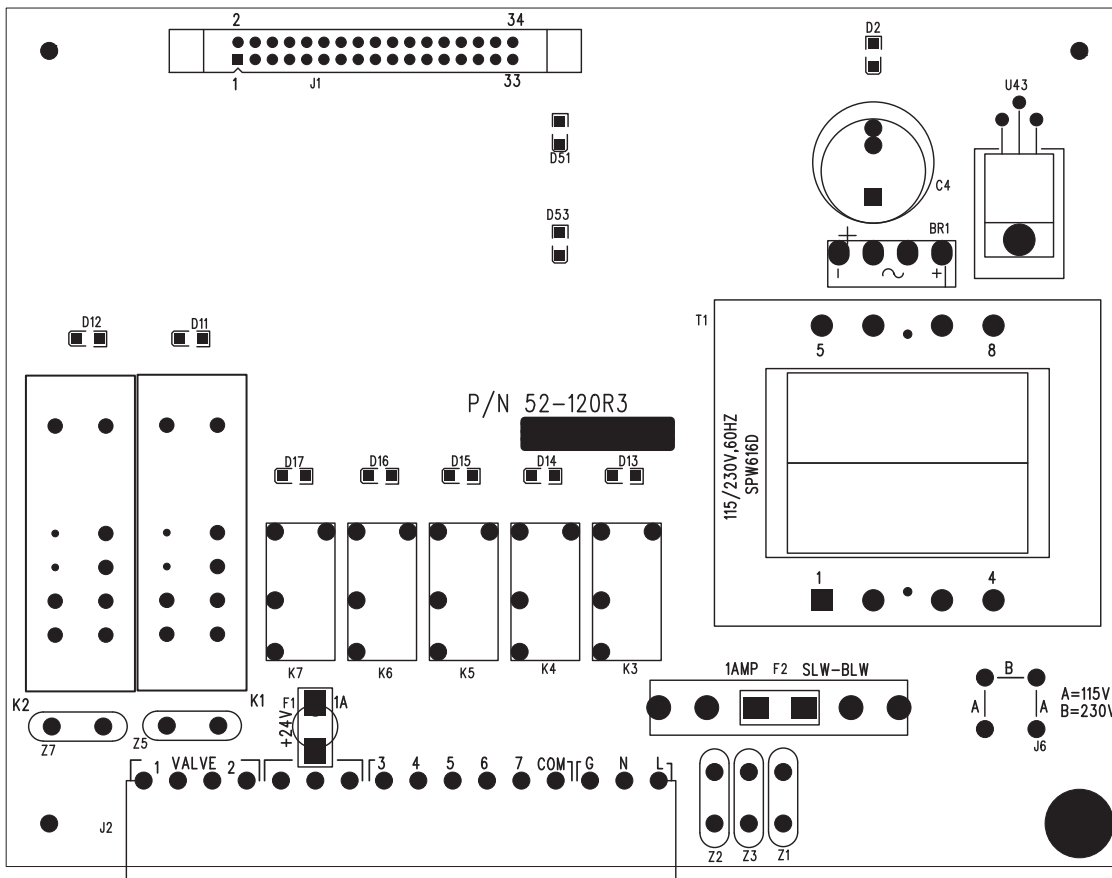 2 34
J1
1 33
D2
U43
D51
C4
D53
BR1
+
- ~ +
D12 D11
T1
5 8
P/N 52-120R3
115/230V,60HZ
SPW616D
D17 D16 D15 D14 D13
1 4
K7 K6 K5 K4 K3
1AMP F2 SLW-BLW
B
A A
A=115V
B=230V
J6
K2 K1
F1 1A
+24V
Z7 Z5
1 VALVE 2 3 4 5 6 7 COM G N L
J2
Z2 Z3 Z1